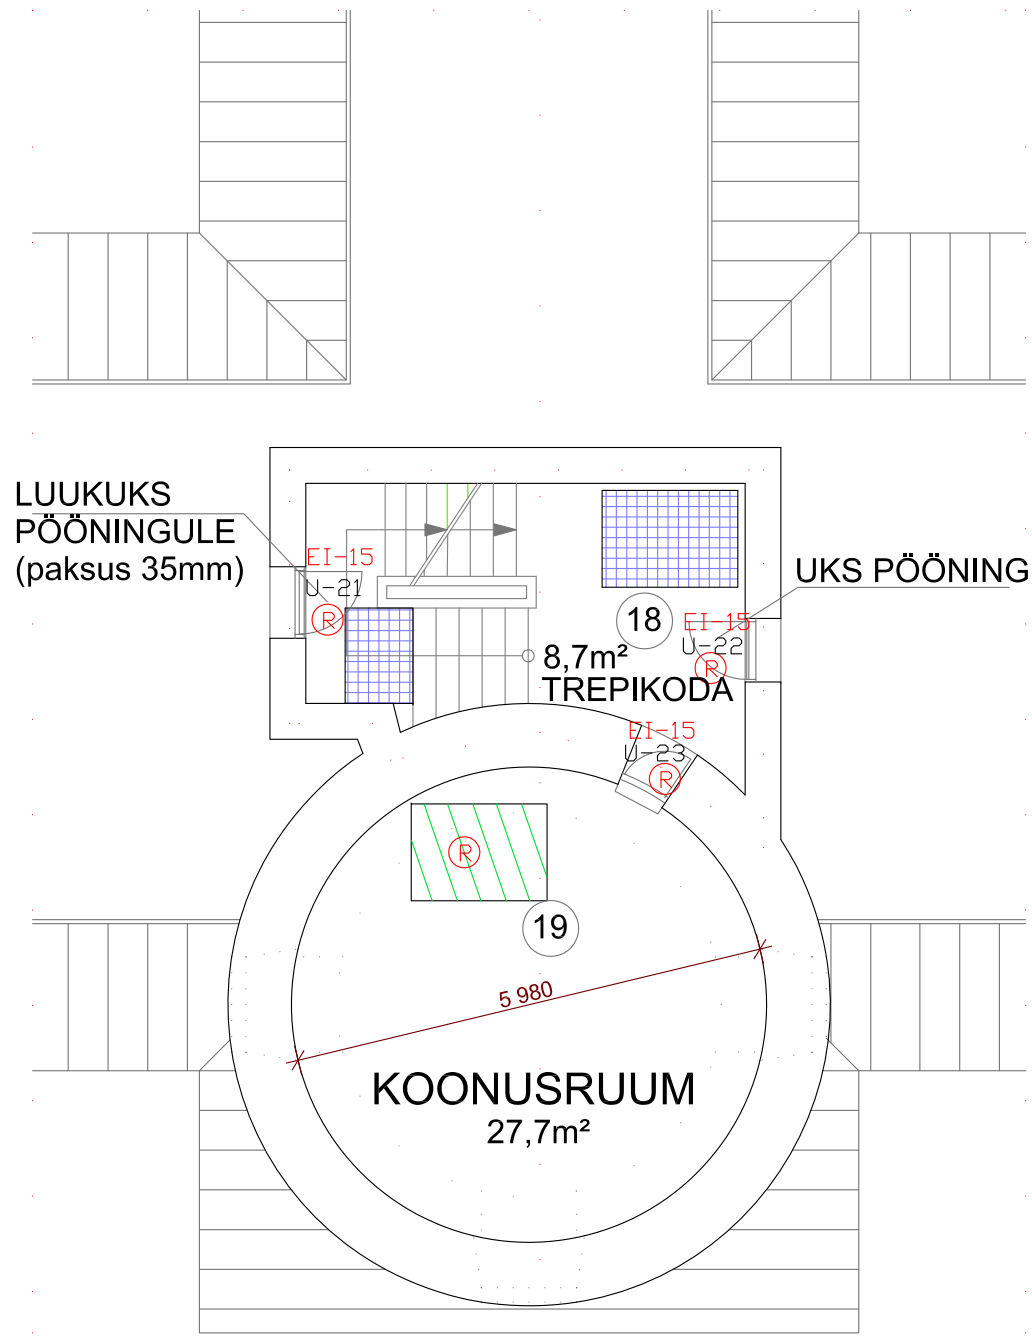 LUUKUKS
PÖÖNINGULE
(paksus 35mm)
EI-15
U-21
R
18
8,7m²
TREPIKODA
UKS PÖÖNING
EI-15
U-22
R
EI-15
U-23
R
R
19
5 980
KOONUSRUUM
27,7m²